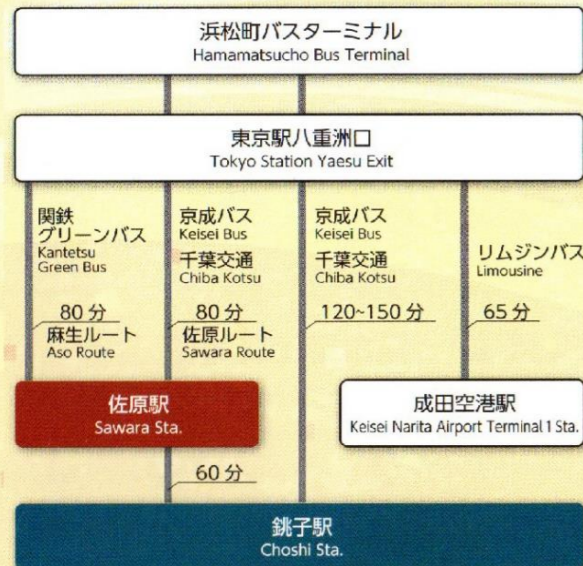 浜松町バスターミナル
Hamamatsucho Bus Terminal
東京駅八重洲口
Tokyo Station Yaesu Exit
関鉄
グリーンバス
Kantetsu
Green Bus
80分
麻生ルート
Aso Route
京成バス
Keisei Bus
千葉交通
Chiba Kotsu
80分
佐原ルート
Sawara Route
京成バス
Keisei Bus
千葉交通
Chiba Kotsu
120~150分
リムジンバス
Limousine
65分
佐原駅
Sawara Sta.
成田空港駅
Keisei Narita Airport Terminal 1 Sta.
60分
銚子駅
Choshi Sta.